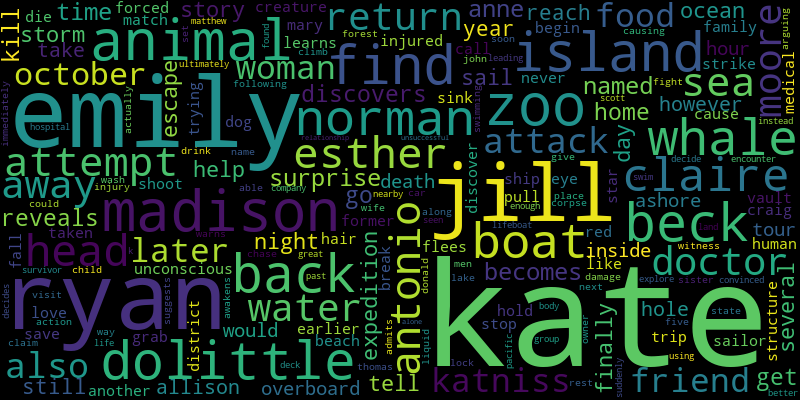 kill die time forced story creature anne reach food ocean moore
storm match mary learns year begin family
take animal return call hour
october woman find injured island causing
escape discovers sail never strike medical
emily trying norman zoo named sea
dog sink home however cause
attempt esther attack day whale
away help surprise death discover ship eye star claire
shoot go pull ashore vault
reveals madison former jill beck craig tour
head later night hair flees boat red inside doctor human
fall taken unconscious becomes like
ryan back expedition break antonio kate hole several
love district water hold finally trip structure
save grab would earlier stop sailor
also dolittle beach tell katniss friend get
still another allison overboard
immediately matthew set ultimately climb forest found soon john leading fight scott using arguing instead
hospital actually following drink name relationship unsuccessful swimming give decide encounter swim
wash injury able company nearby wife car seen place corpse enough
could along witness
survivor child chase warns great men lifeboat land
visit suggests past donald lake damage explore sister convinced
decides action awakens admits alone body next state
claim way life liquid pacific group owner five
deck thomas lock rest suddenly better